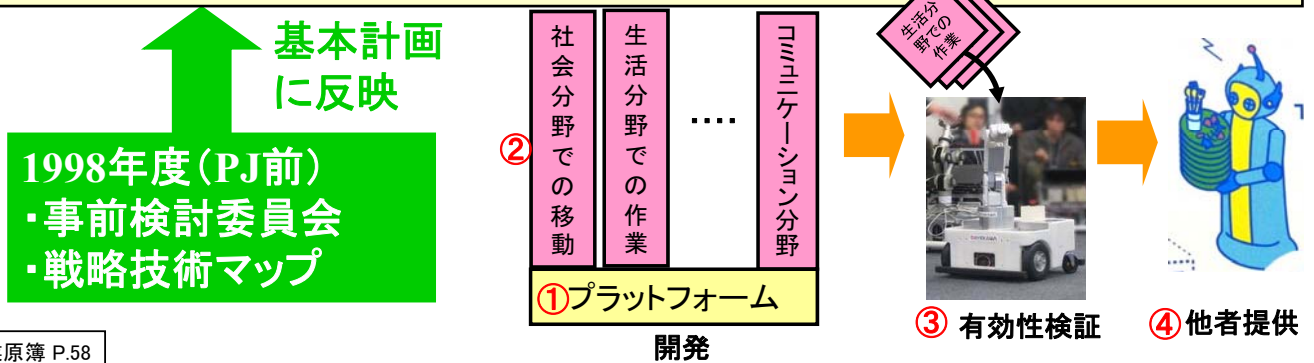 基本計画
に反映
1998年度(PJ前)
・事前検討委員会
・戦略技術マップ
②
社会分野での移動
生活分野での作業
‥‥
コミュニケーション分野
①プラットフォーム
開発
生活分
野での
作業
③ 有効性検証
④他者提供
原簿 P.58